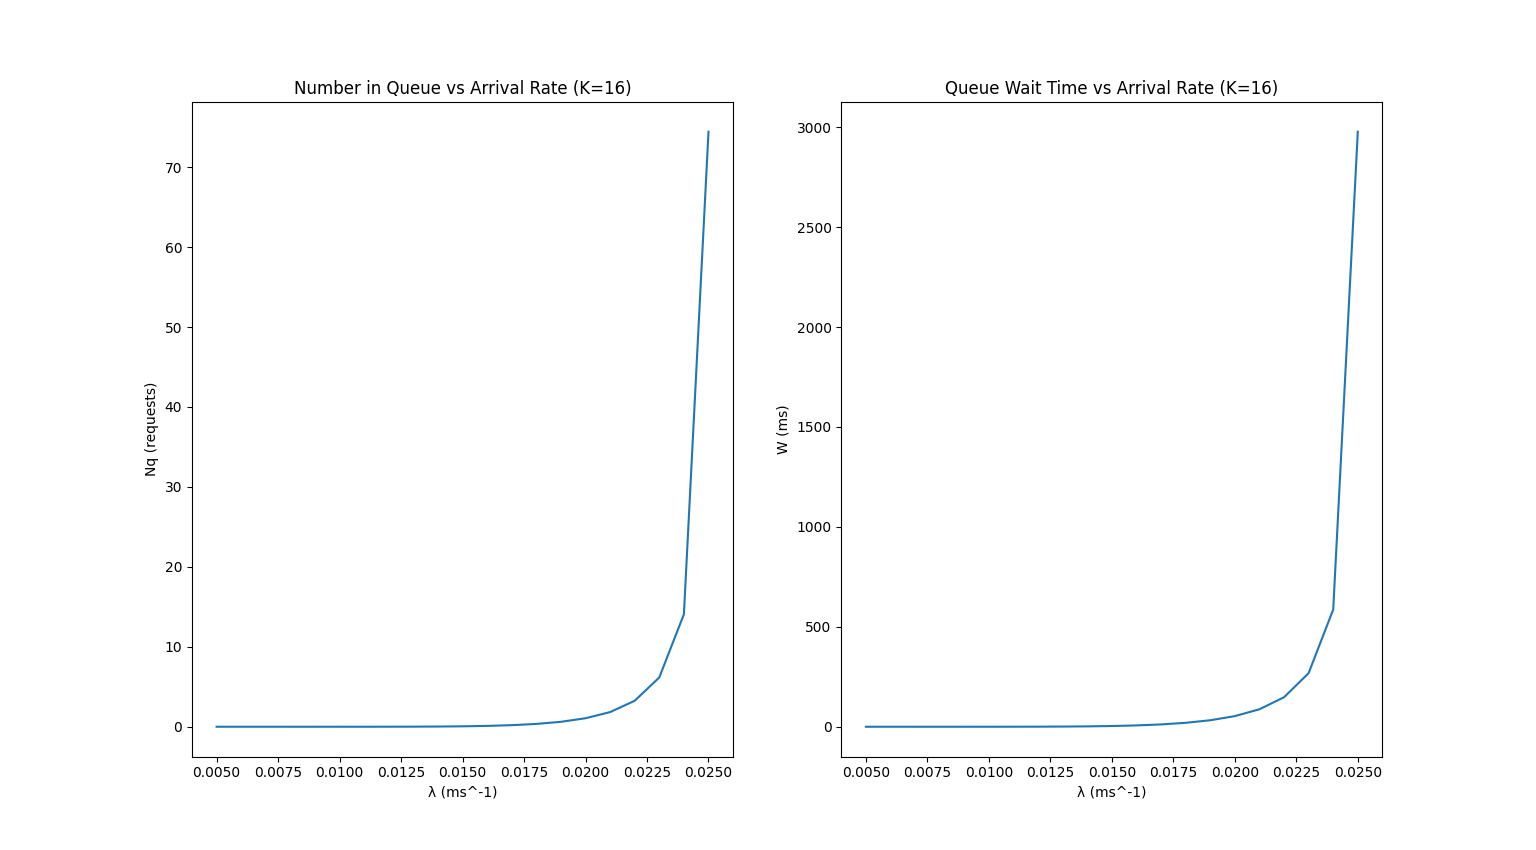 Number in Queue vs Arrival Rate (K=16)
Nq (requests)
70
60
50
40
30
20
10
0
0.0050 0.0075 0.0100 0.0125 0.0150 0.0175 0.0200 0.0225 0.0250
λ (ms^-1)
Queue Wait Time vs Arrival Rate (K=16)
W (ms)
3000
2500
2000
1500
1000
500
0
0.0050 0.0075 0.0100 0.0125 0.0150 0.0175 0.0200 0.0225 0.0250
λ (ms^-1)